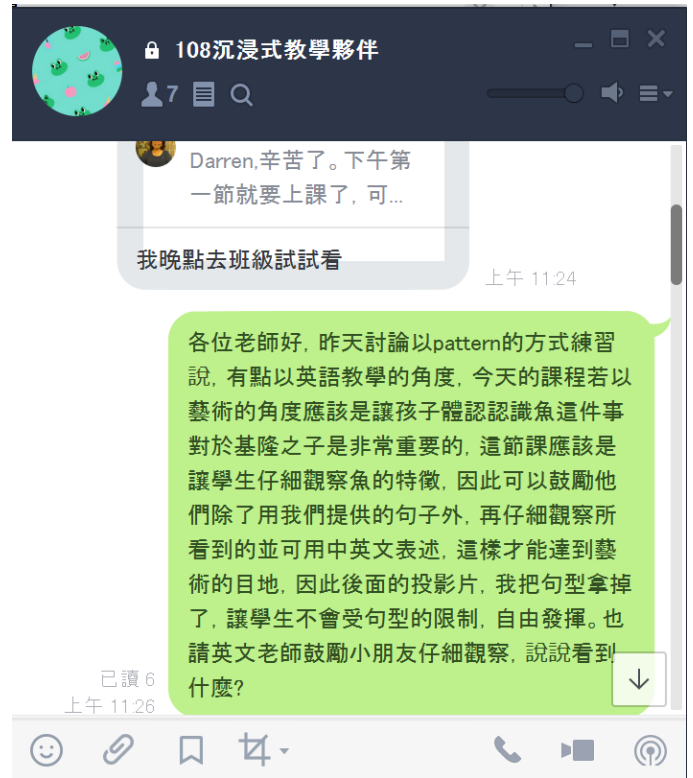 108沉浸式教學夥伴
7
Darren,辛苦了。下午第
一節就要上課了, 可...
我晚點去班級試試看
上午 11:24
各位老師好, 昨天討論以pattern的方式練習
說, 有點以英語教學的角度, 今天的課程若以
藝術的角度應該是讓孩子體認認識魚這件事
對於基隆之子是非常重要的, 這節課應該是
讓學生仔細觀察魚的特徵, 因此可以鼓勵他
們除了用我們提供的句子外, 再仔細觀察所
看到的並可用中英文表述, 這樣才能達到藝
術的目地, 因此後面的投影片, 我把句型拿掉
了, 讓學生不會受句型的限制, 自由發揮。也
請英文老師鼓勵小朋友仔細觀察, 說說看到
什麼?
已讀 6
上午 11:26